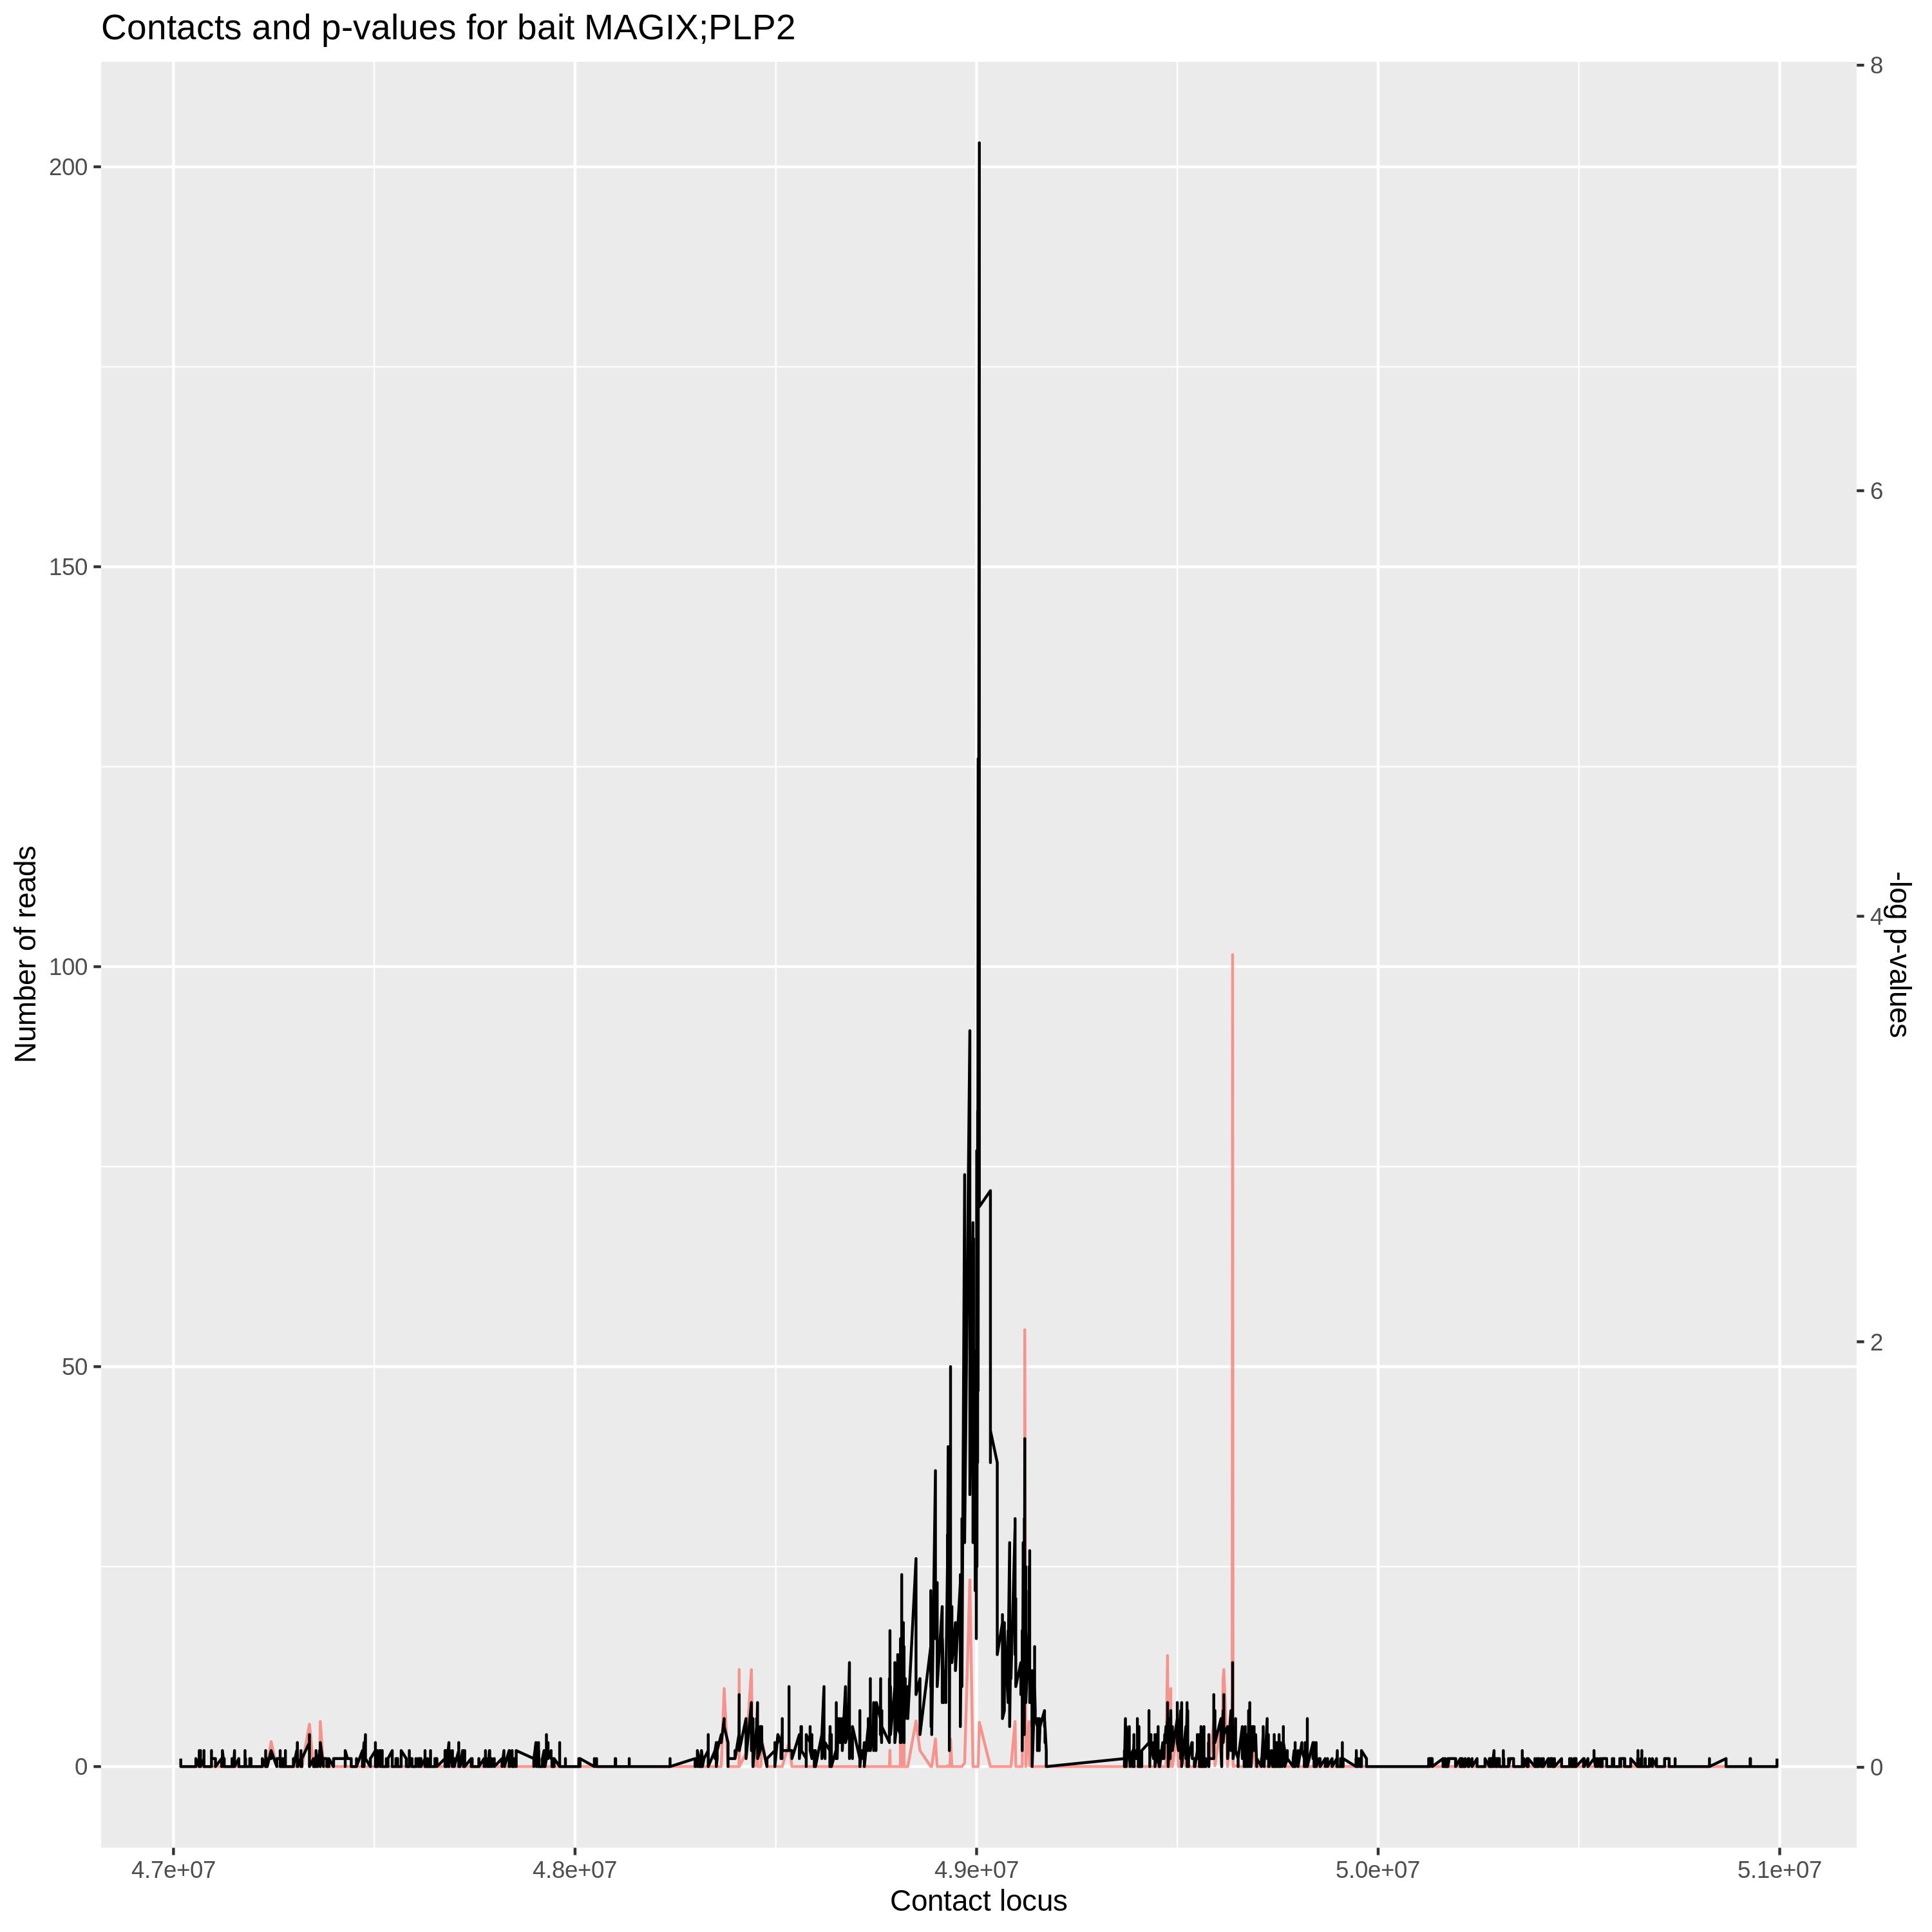 Contacts and p-values for bait MAGIX;PLP2
Number of reads
200
150
100
50
0
8
6
4
2
0
-log p-values
4.7e+07
4.8e+07
4.9e+07
5.0e+07
5.1e+07
Contact locus